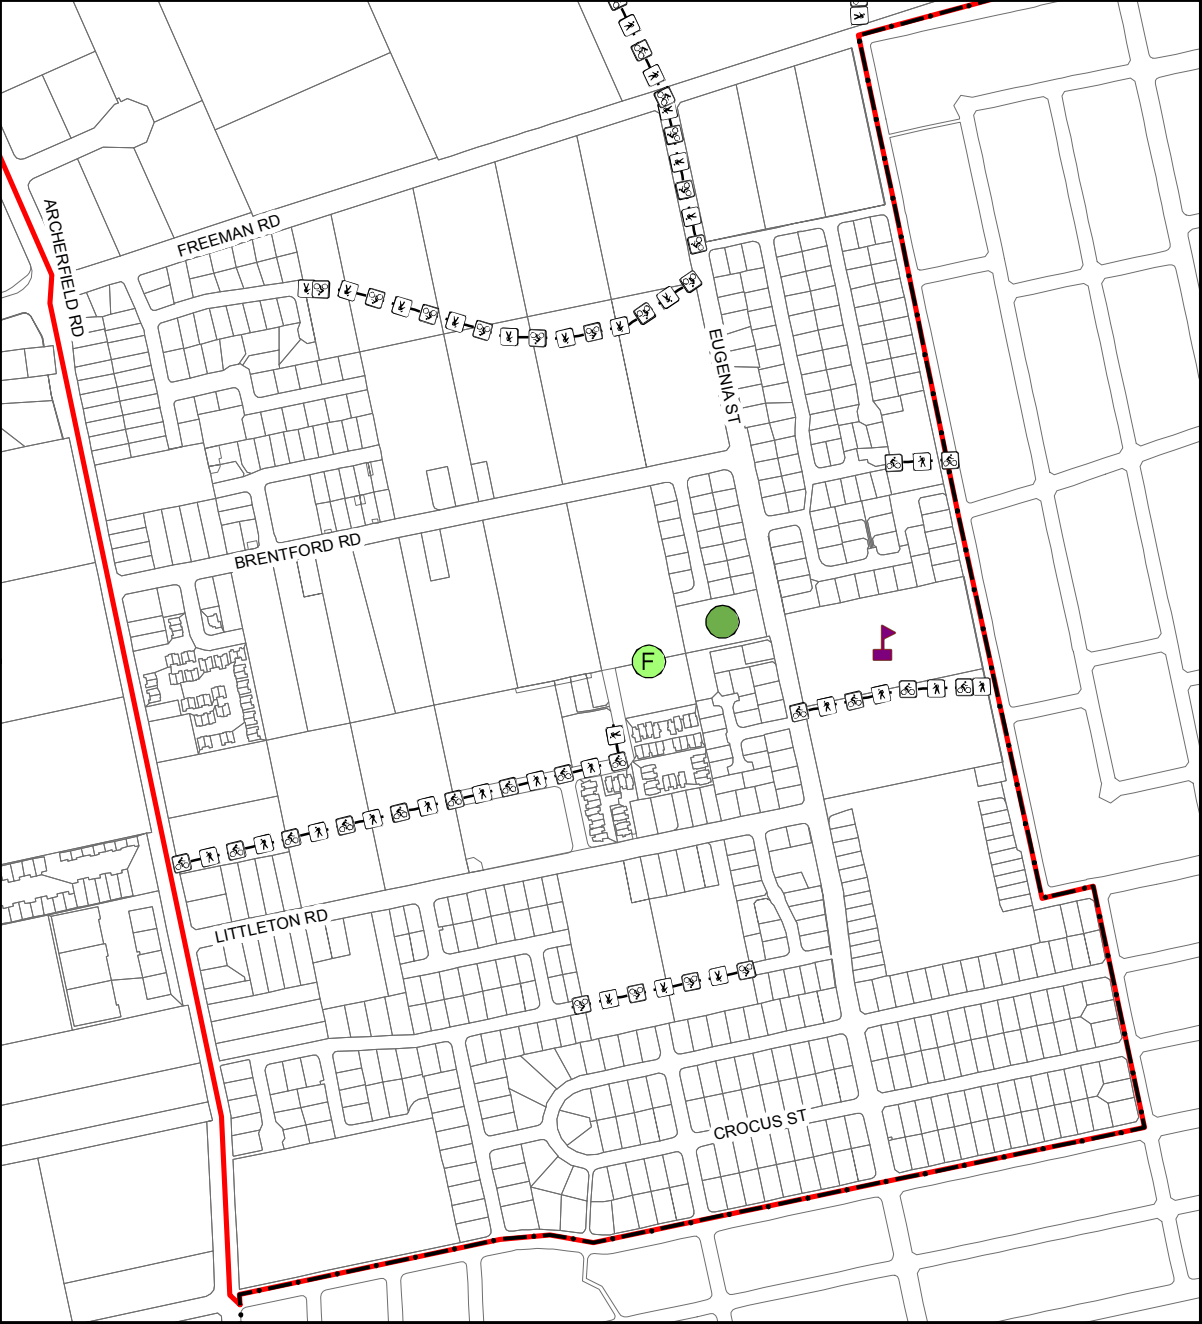 ARCHERFIELD RD
FREEMAN RD
EUGENIA ST
BRENTFORD RD
F
LITTLETON RD
CROCUS ST